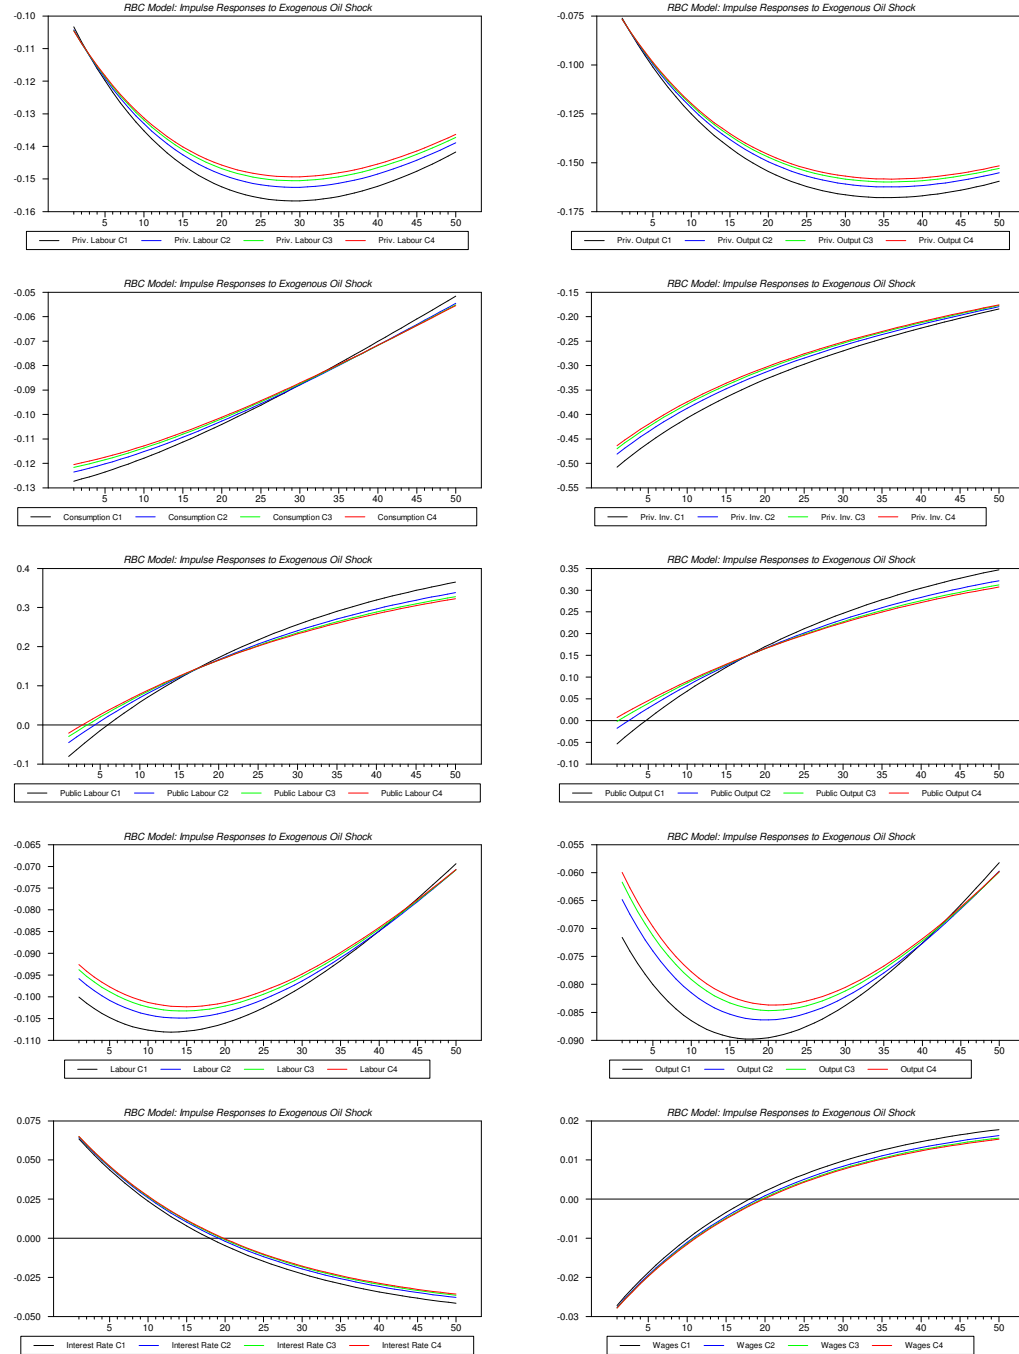 RBC Model: Impulse Responses to Exogenous Oil Shock
-0.10
-0.11
-0.12
-0.13
-0.14
-0.15
-0.16
5 10 15 20 25 30 35 40 45 50
Priv. Labour C1 Priv. Labour C2 Priv. Labour C3 Priv. Labour C4
RBC Model: Impulse Responses to Exogenous Oil Shock
-0.075
-0.100
-0.125
-0.150
-0.175
5 10 15 20 25 30 35 40 45 50
Priv. Output C1 Priv. Output C2 Priv. Output C3 Priv. Output C4
RBC Model: Impulse Responses to Exogenous Oil Shock
-0.05
-0.06
-0.07
-0.08
-0.09
-0.10
-0.11
-0.12
-0.13
5 10 15 20 25 30 35 40 45 50
Consumption C1 Consumption C2 Consumption C3 Consumption C4
RBC Model: Impulse Responses to Exogenous Oil Shock
-0.15
-0.20
-0.25
-0.30
-0.35
-0.40
-0.45
-0.50
-0.55
5 10 15 20 25 30 35 40 45 50
Priv. Inv. C1 Priv. Inv. C2 Priv. Inv. C3 Priv. Inv. C4
RBC Model: Impulse Responses to Exogenous Oil Shock
0.4
0.3
0.2
0.1
0.0
-0.1
5 10 15 20 25 30 35 40 45 50
Public Labour C1 Public Labour C2 Public Labour C3 Public Labour C4
RBC Model: Impulse Responses to Exogenous Oil Shock
0.35
0.30
0.25
0.20
0.15
0.10
0.05
0.00
-0.05
-0.10
5 10 15 20 25 30 35 40 45 50
Public Output C1 Public Output C2 Public Output C3 Public Output C4
RBC Model: Impulse Responses to Exogenous Oil Shock
-0.065
-0.070
-0.075
-0.080
-0.085
-0.090
-0.095
-0.100
-0.105
-0.110
5 10 15 20 25 30 35 40 45 50
Labour C1 Labour C2 Labour C3 Labour C4
RBC Model: Impulse Responses to Exogenous Oil Shock
-0.055
-0.060
-0.065
-0.070
-0.075
-0.080
-0.085
-0.090
5 10 15 20 25 30 35 40 45 50
Output C1 Output C2 Output C3 Output C4
RBC Model: Impulse Responses to Exogenous Oil Shock
0.075
0.050
0.025
0.000
-0.025
-0.050
5 10 15 20 25 30 35 40 45 50
Interest Rate C1 Interest Rate C2 Interest Rate C3 Interest Rate C4
RBC Model: Impulse Responses to Exogenous Oil Shock
0.02
0.01
0.00
-0.01
-0.02
-0.03
5 10 15 20 25 30 35 40 45 50
Wages C1 Wages C2 Wages C3 Wages C4